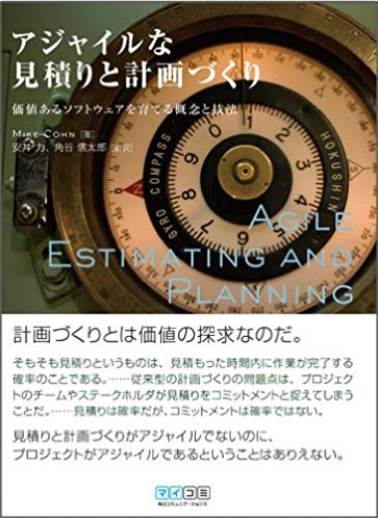 アジャイルな
見積りと計画づくり
価値あるソフトウェアを育てる概念と技法
Mike Cohn [著]
安井 力、角谷 信太郎 [訳]
GYRO COMPASS
HOKUSHIN
AGILE
ESTIMATING AND
PLANNING
計画づくりとは価値の探求なのだ。
そもそも見積りというものは、見積もった時間内に作業が完了する
確率のことである。……従来型の計画づくりの問題点は、プロジェク
トのチームやステークホルダが見積りをコミットメントと捉えてしまう
ことだ。……見積りは確率だが、コミットメントは確率ではない。
見積りと計画づくりがアジャイルでないのに、
プロジェクトがアジャイルであるということはありえない。
マイコミ
毎日コミュニケーションズ